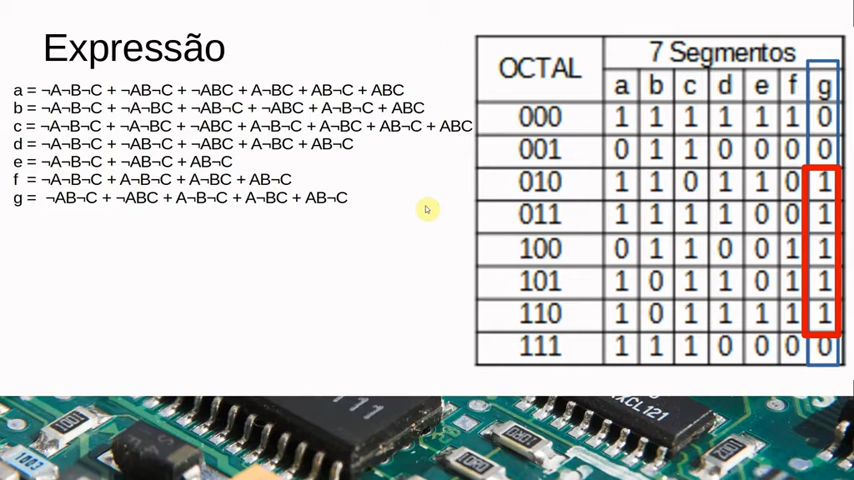 Expressão
a = ¬A¬B¬C + ¬AB¬C + ¬ABC + A¬BC + AB¬C + ABC
b = ¬A¬B¬C + ¬A¬BC + ¬AB¬C + ¬ABC + A¬B¬C + ABC
c = ¬A¬B¬C + ¬A¬BC + ¬ABC + A¬B¬C + A¬BC + AB¬C + ABC
d = ¬A¬B¬C + ¬AB¬C + ¬ABC + A¬BC + AB¬C
e = ¬A¬B¬C + ¬AB¬C + AB¬C
f = ¬A¬B¬C + A¬B¬C + A¬BC + AB¬C
g = ¬AB¬C + ¬ABC + A¬B¬C + A¬BC + AB¬C
OCTAL 7 Segmentos
a b c d e f g
000 1 1 1 1 1 1 0
001 0 1 1 0 0 0 0
010 1 1 0 1 1 0 1
011 1 1 1 1 0 0 1
100 0 1 1 0 0 1 1
101 1 0 1 1 0 1 1
110 1 0 1 1 1 1 1
111 1 1 1 0 0 0 0
XCL121
1003